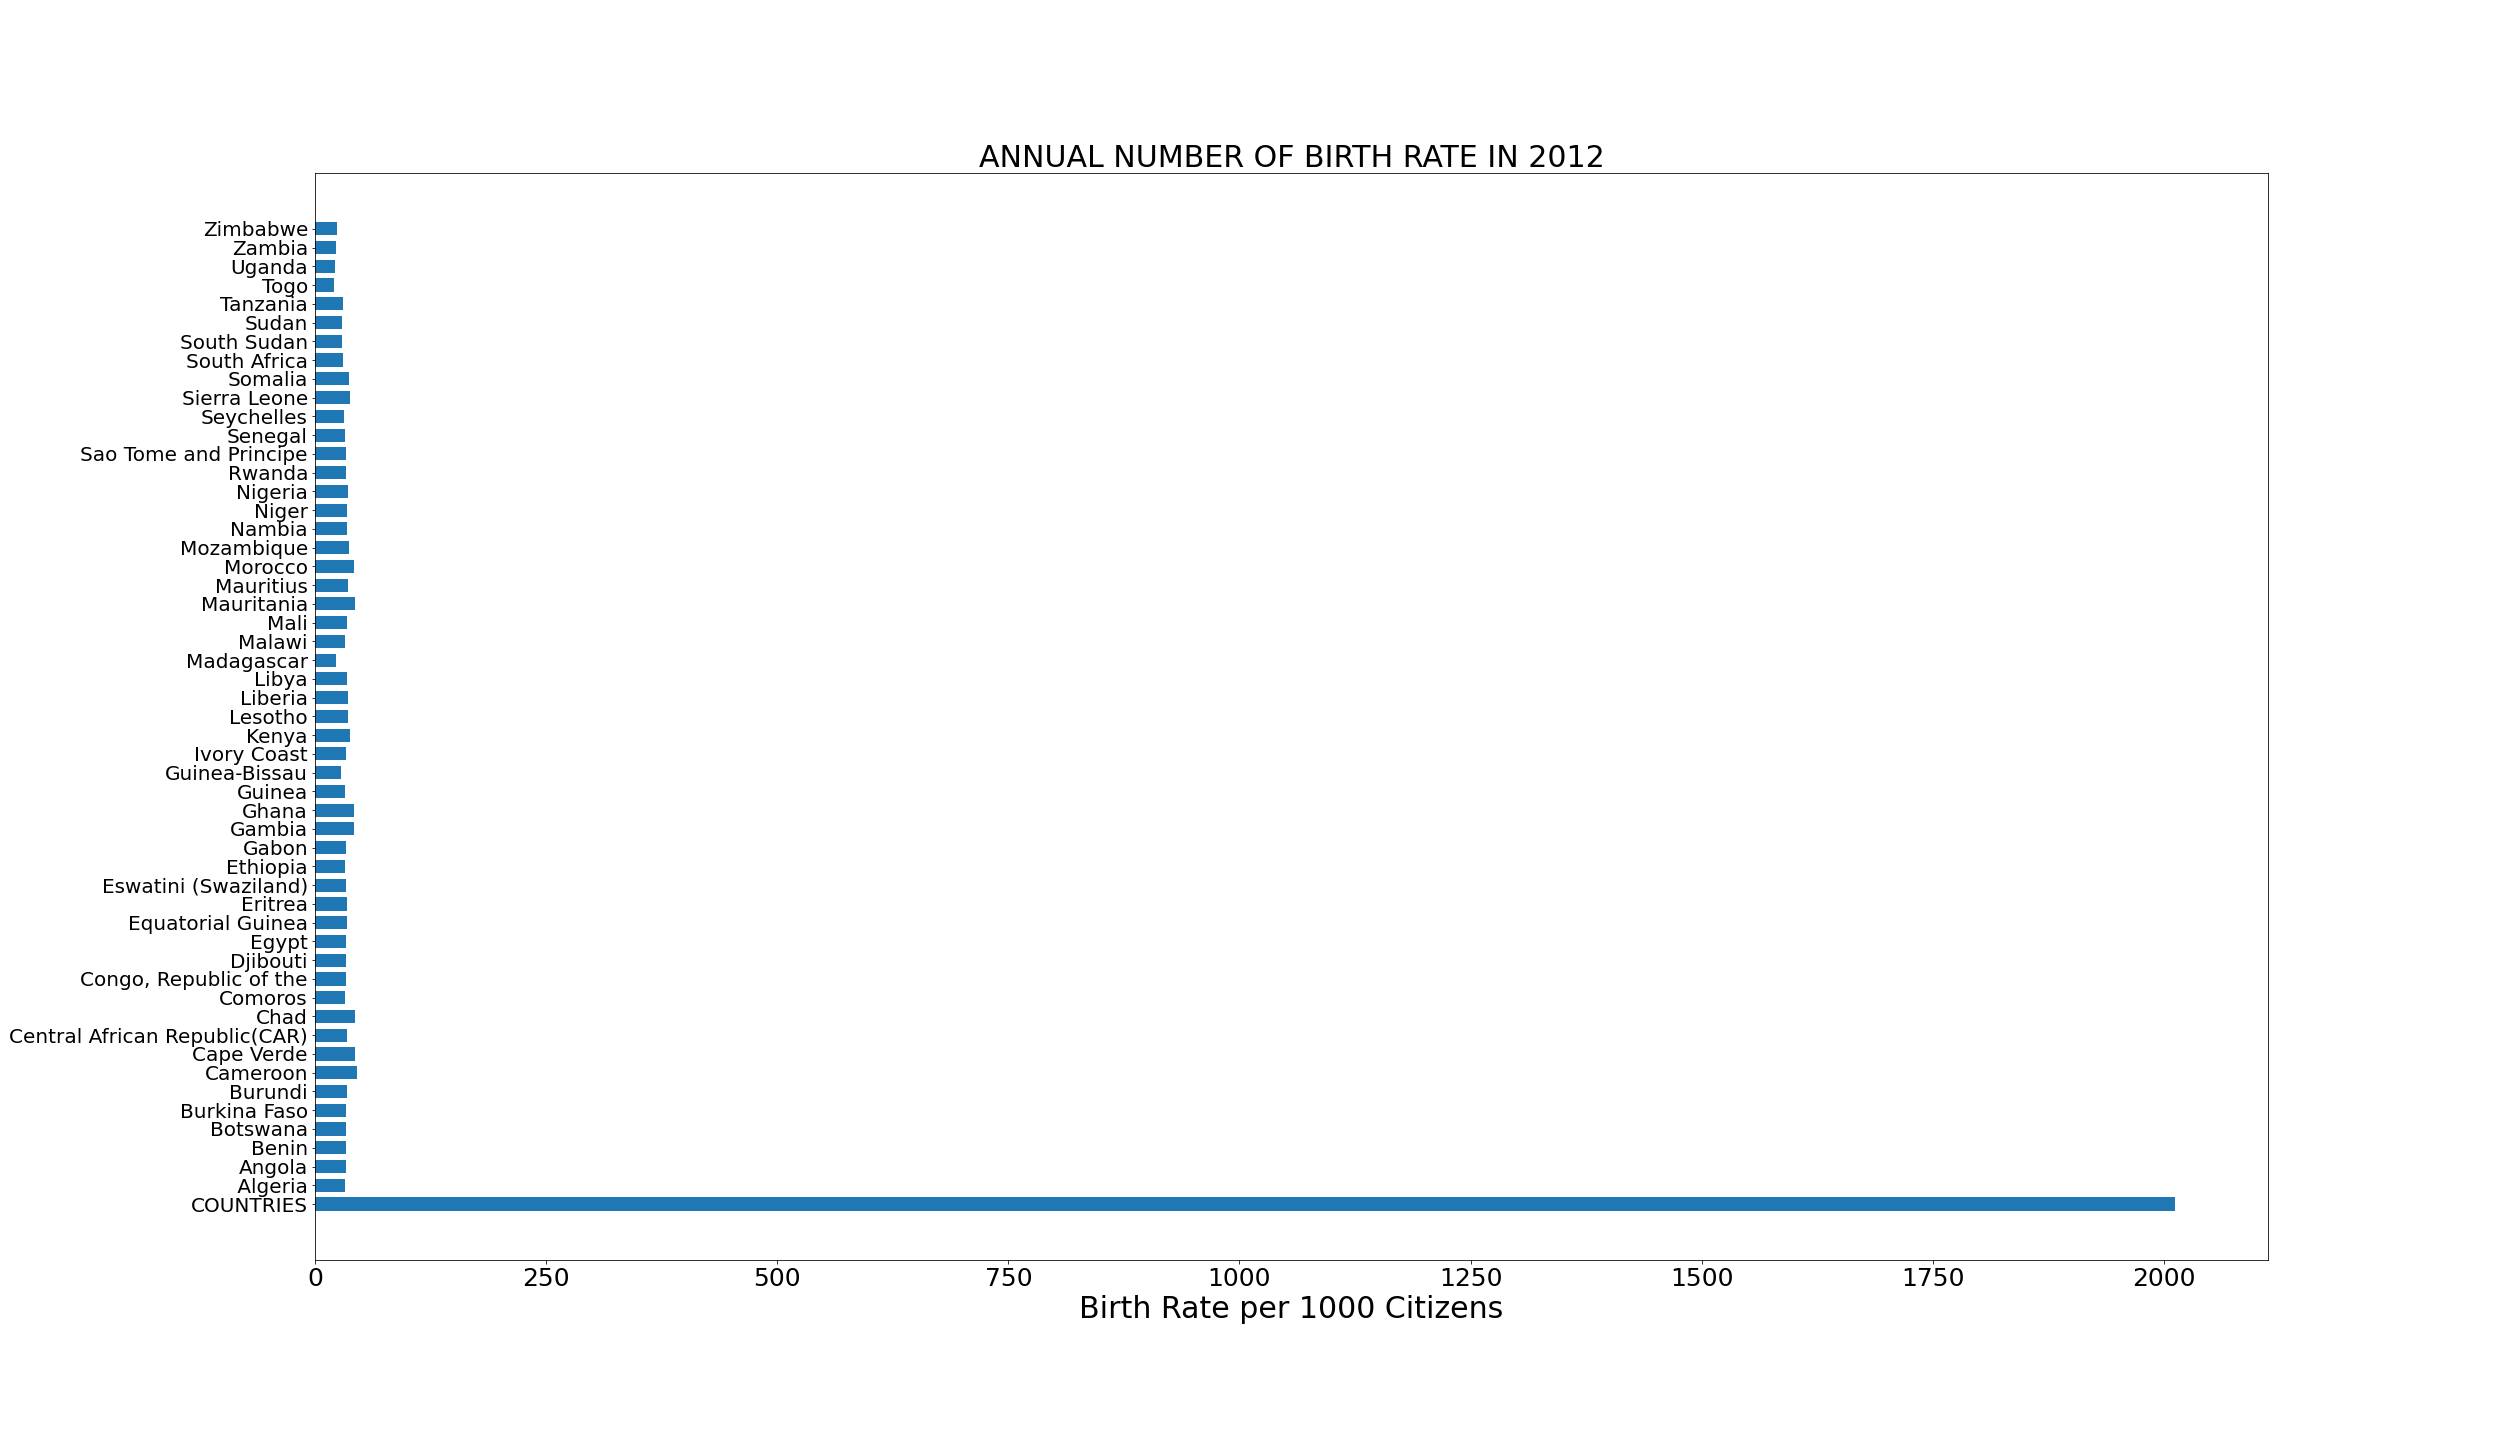 ANNUAL NUMBER OF BIRTH RATE IN 2012
Zimbabwe
Zambia
Uganda
Togo
Tanzania
Sudan
South Sudan
South Africa
Somalia
Sierra Leone
Seychelles
Senegal
Sao Tome and Principe
Rwanda
Nigeria
Niger
Nambia
Mozambique
Morocco
Mauritius
Mauritania
Mali
Malawi
Madagascar
Libya
Liberia
Lesotho
Kenya
Ivory Coast
Guinea-Bissau
Guinea
Ghana
Gambia
Gabon
Ethiopia
Eswatini (Swaziland)
Eritrea
Equatorial Guinea
Egypt
Djibouti
Congo, Republic of the
Comoros
Chad
Central African Republic(CAR)
Cape Verde
Cameroon
Burundi
Burkina Faso
Botswana
Benin
Angola
Algeria
COUNTRIES
0 250 500 750 1000 1250 1500 1750 2000
Birth Rate per 1000 Citizens